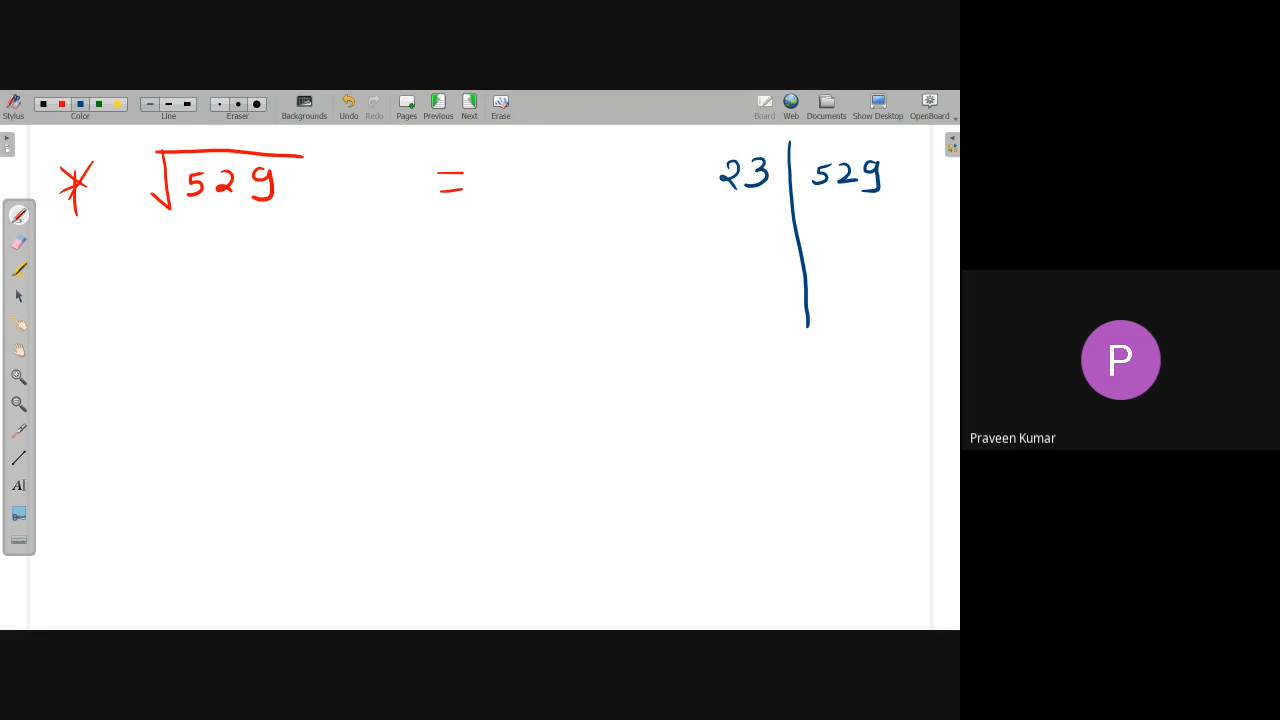 Stylus Color Line Eraser Backgrounds Undo Redo Pages Previous Next Erase Board Web Documents Show Desktop OpenBoard
* √529 = 23 | 529
P
Praveen Kumar